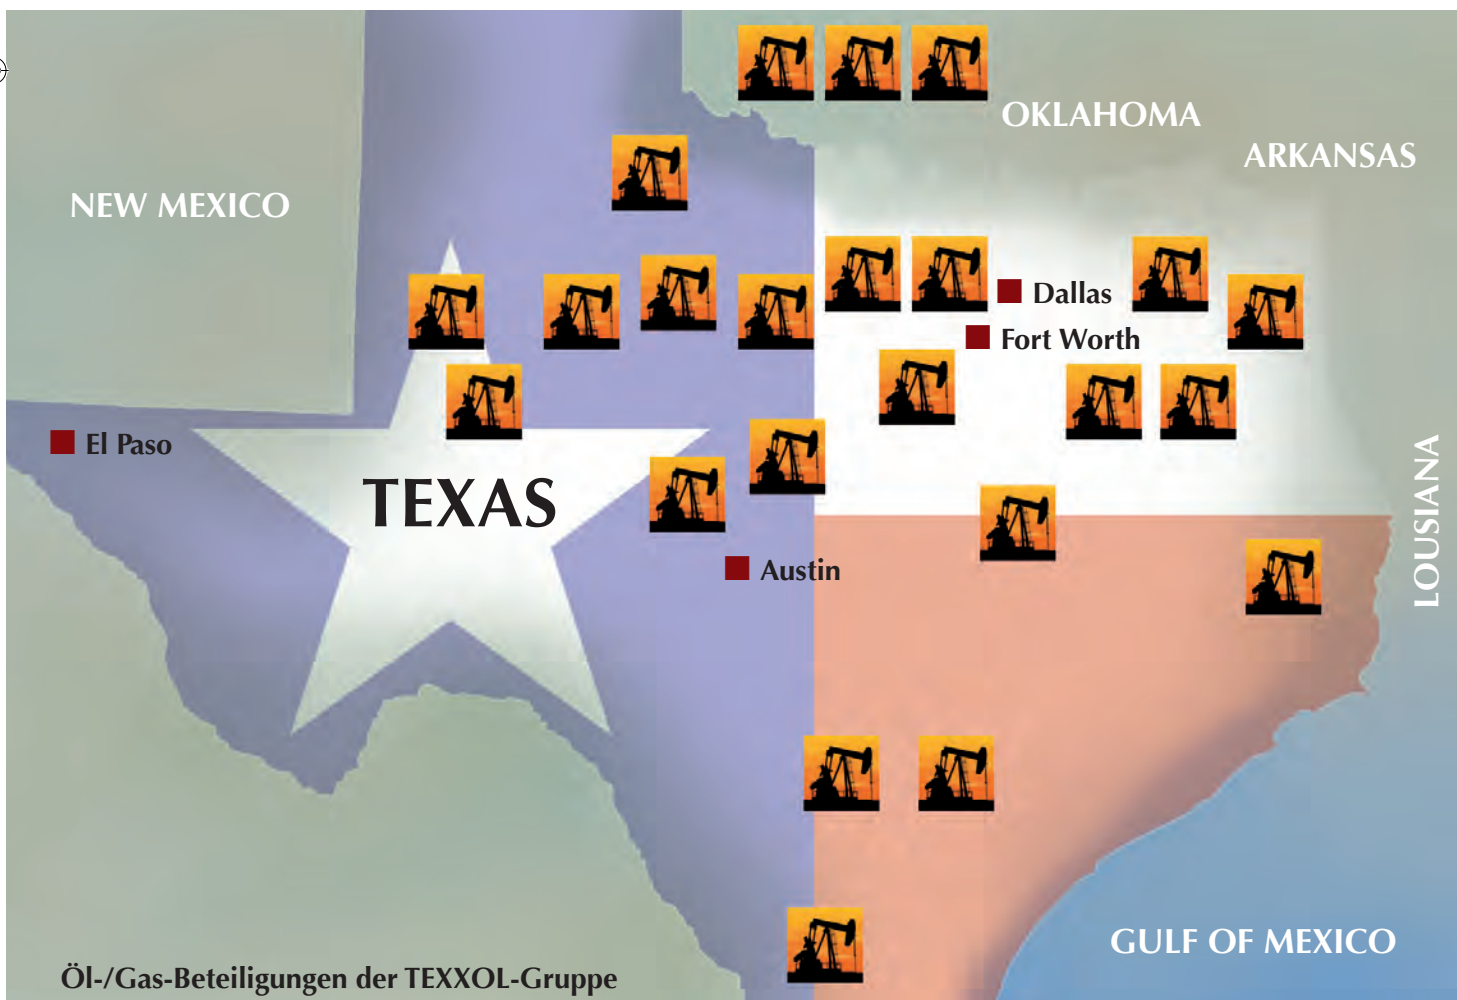 OKLAHOMA
ARKANSAS
NEW MEXICO
Dallas
Fort Worth
El Paso
TEXAS
LOUSIANA
Austin
GULF OF MEXICO
Öl-/Gas-Beteiligungen der TEXXOL-Gruppe